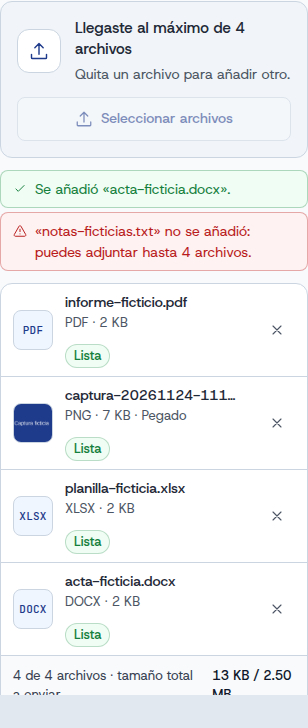 Llegaste al máximo de 4
archivos
Quita un archivo para añadir otro.
Seleccionar archivos
Se añadió «acta-ficticia.docx».
«notas-ficticias.txt» no se añadió:
puedes adjuntar hasta 4 archivos.
PDF
informe-ficticio.pdf
PDF · 2 KB
Lista
Captura ficticia
captura-20261124-111…
PNG · 7 KB · Pegado
Lista
XLSX
planilla-ficticia.xlsx
XLSX · 2 KB
Lista
DOCX
acta-ficticia.docx
DOCX · 2 KB
Lista
4 de 4 archivos · tamaño total
a enviar
13 KB / 2.50
MB